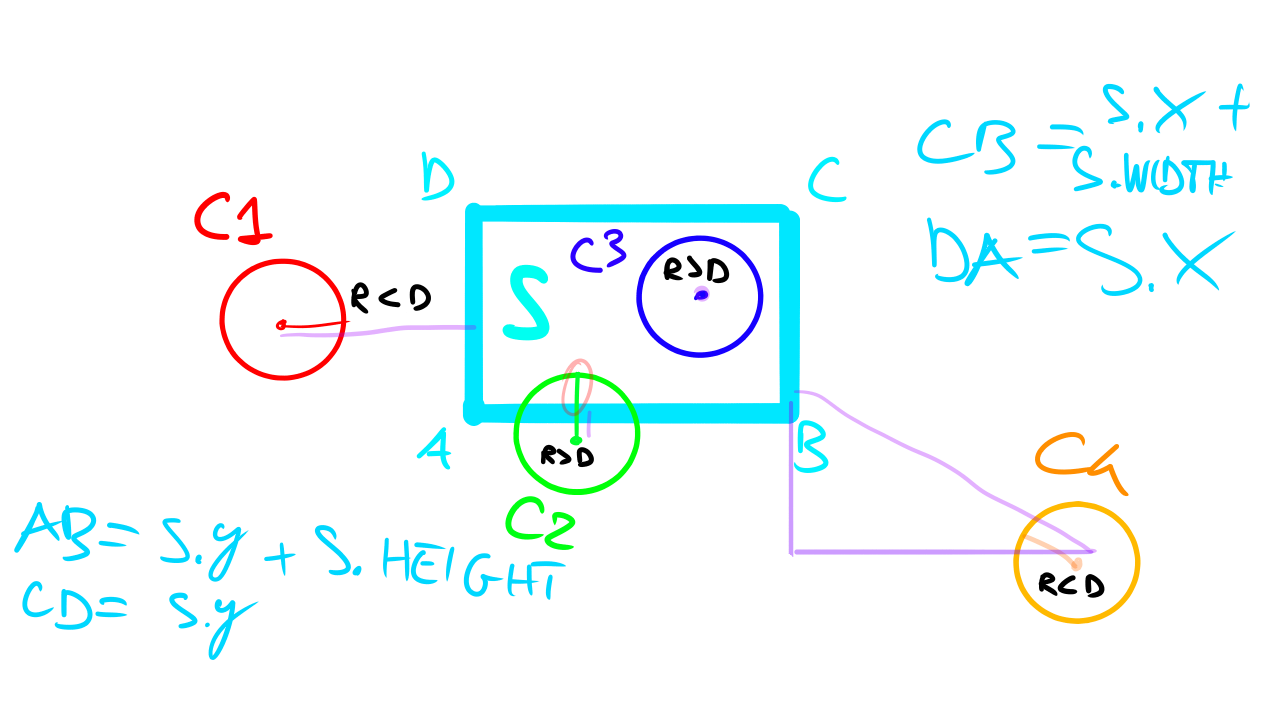 S.X +
CB =
S.WIDTH
D
C
C1
DA = S.X
C3
R>D
R<D
S
A
B
R>D
C4
C2
AB = S.y + S.HEIGHT
R<D
CD = S.y